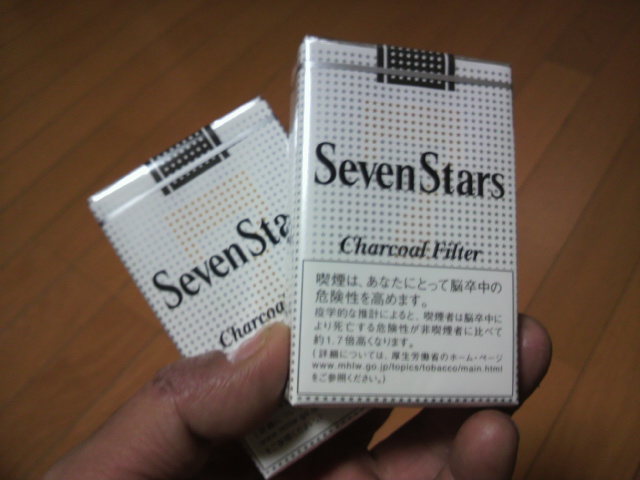 SevenStars
Charcoal Filter
喫煙は、あなたにとって脳卒中の
危険性を高めます。
疫学的な推計によると、喫煙者は脳卒中に
より死亡する危険性が非喫煙者に比べて
約1.7倍高くなります。
(詳細については、厚生労働省のホーム・ページ
www.mhlw.go.jp/topics/tobacco/main.html
をご参照ください。)
SevenSta
Charcoa